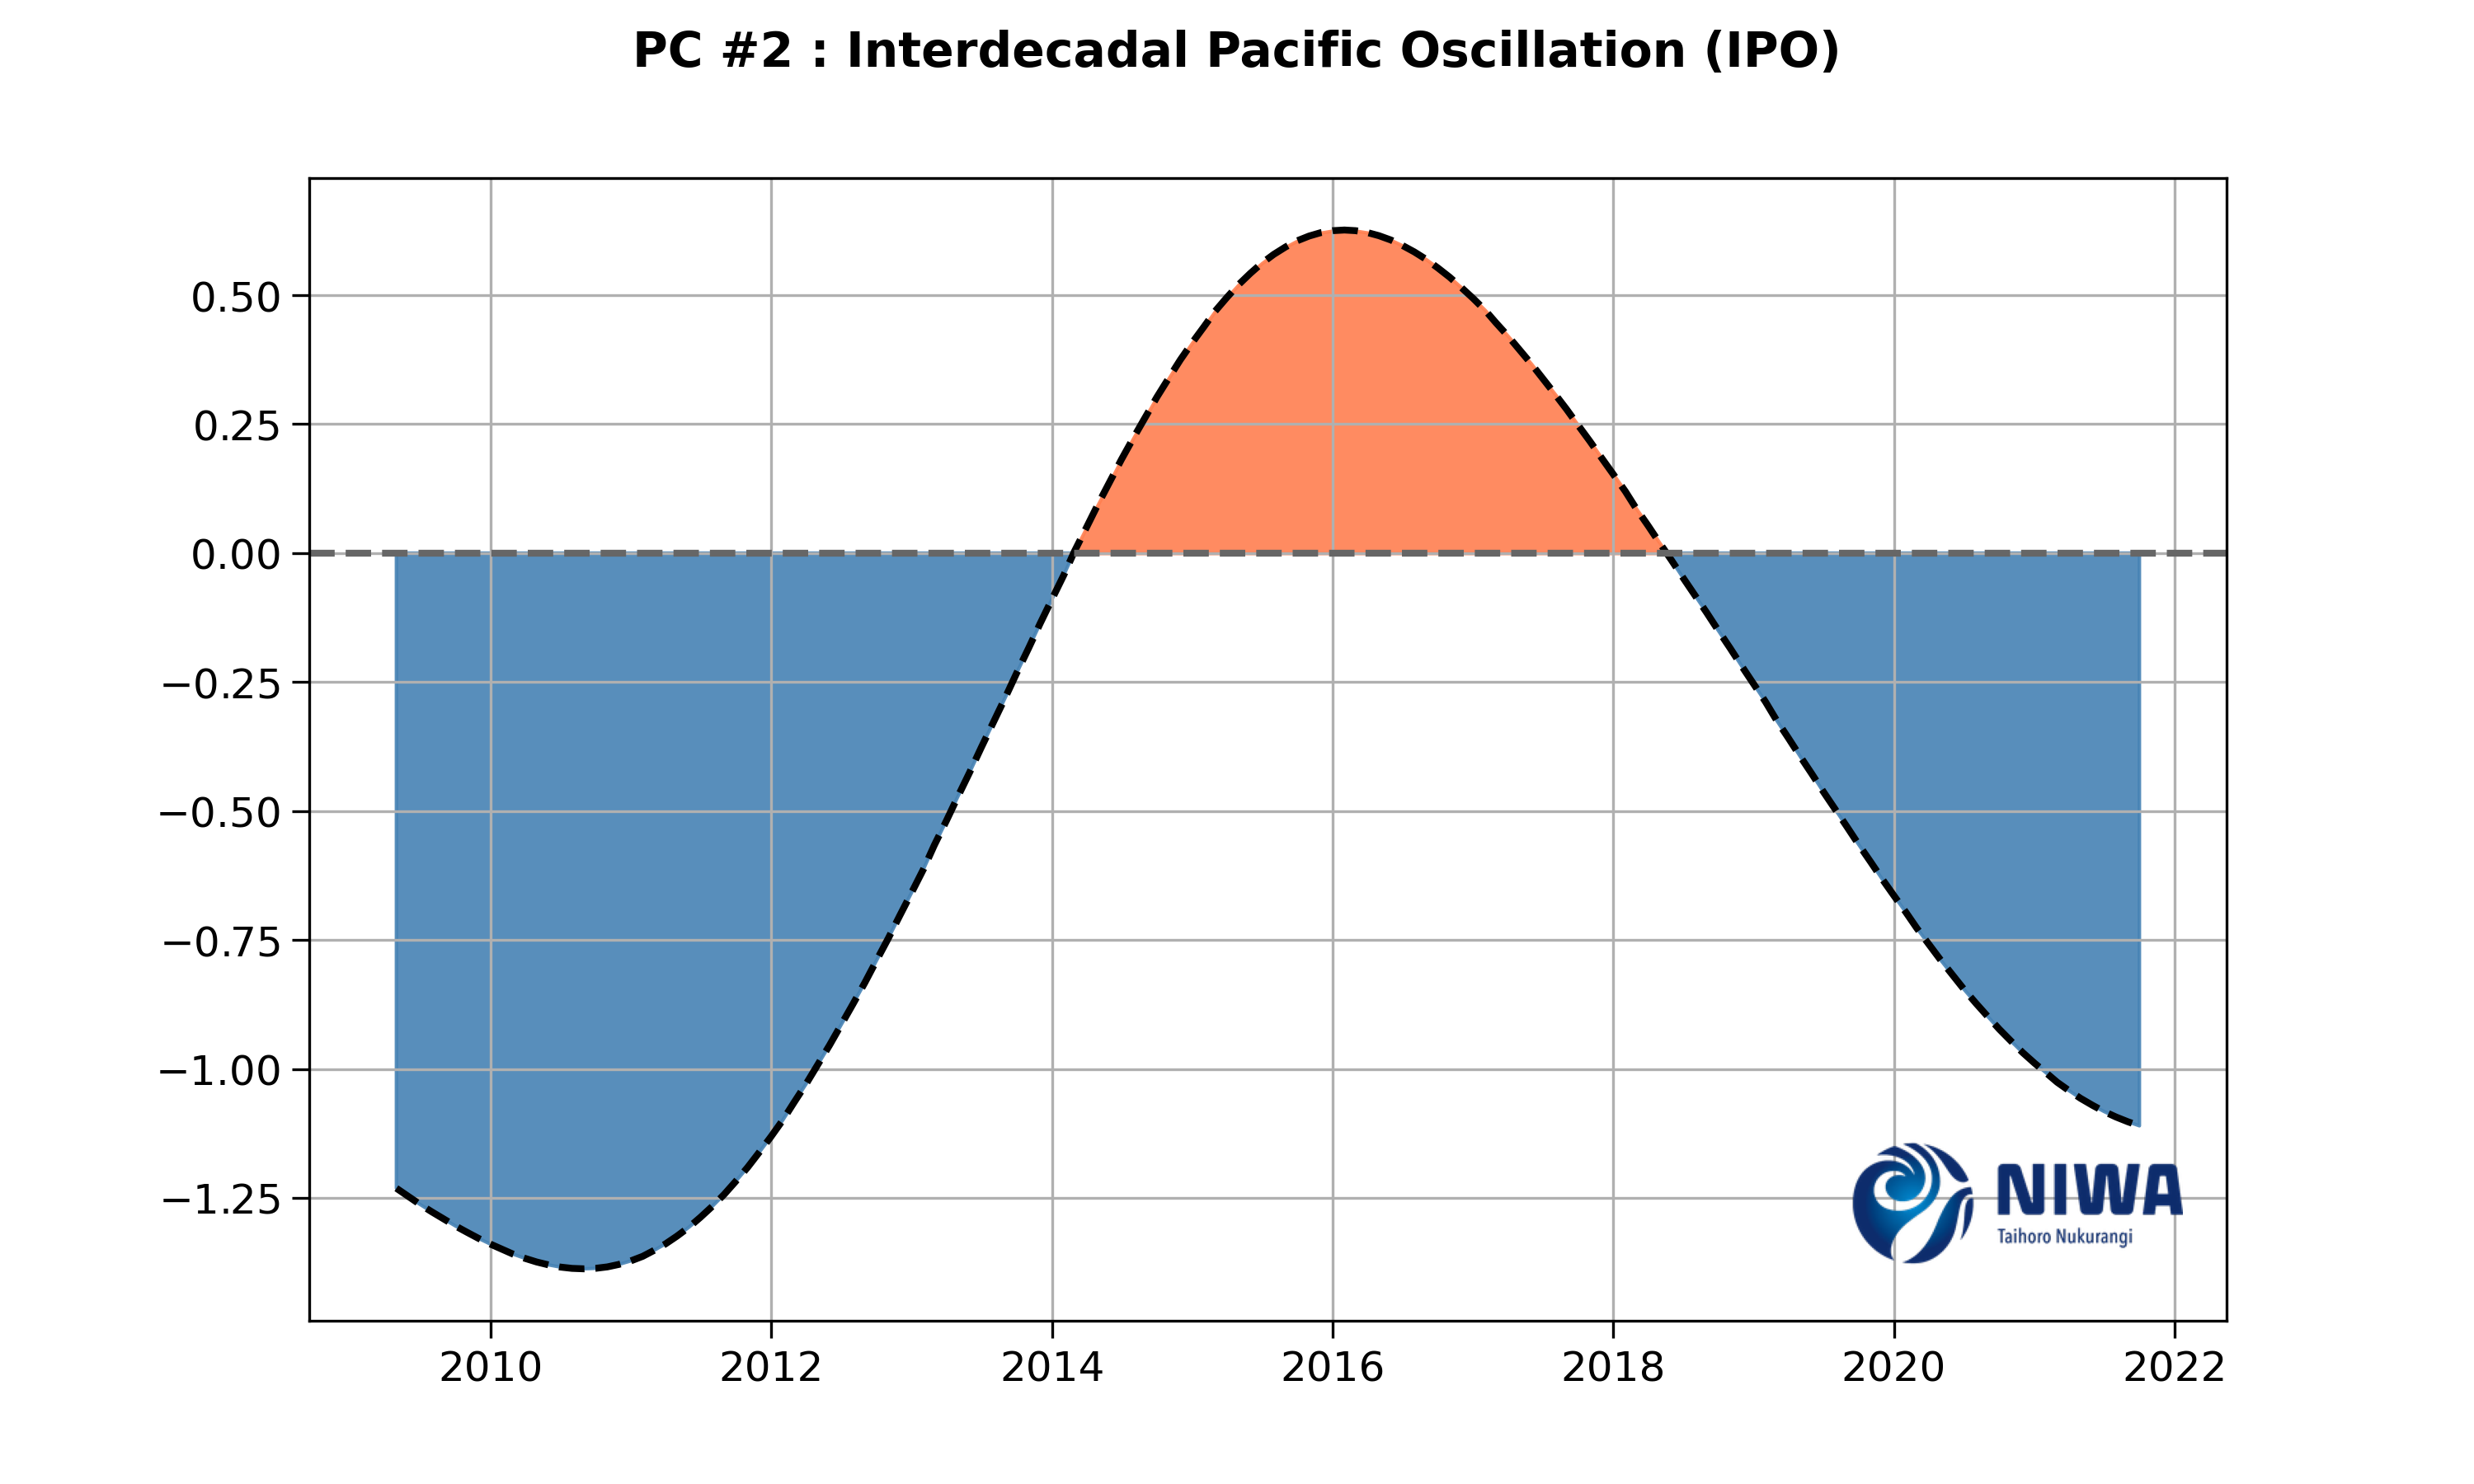 PC #2 : Interdecadal Pacific Oscillation (IPO)
0.50
0.25
0.00
−0.25
−0.50
−0.75
−1.00
−1.25
NIWA
Taihoro Nukurangi
2010 2012 2014 2016 2018 2020 2022